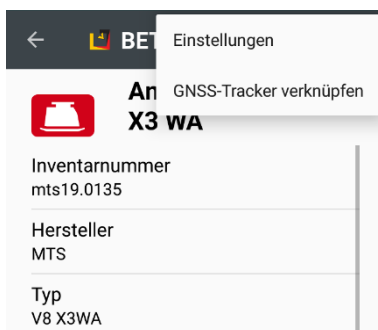 BET
Einstellungen
GNSS-Tracker verknüpfen
An
X3 WA
Inventarnummer
mts19.0135
Hersteller
MTS
Typ
V8 X3WA